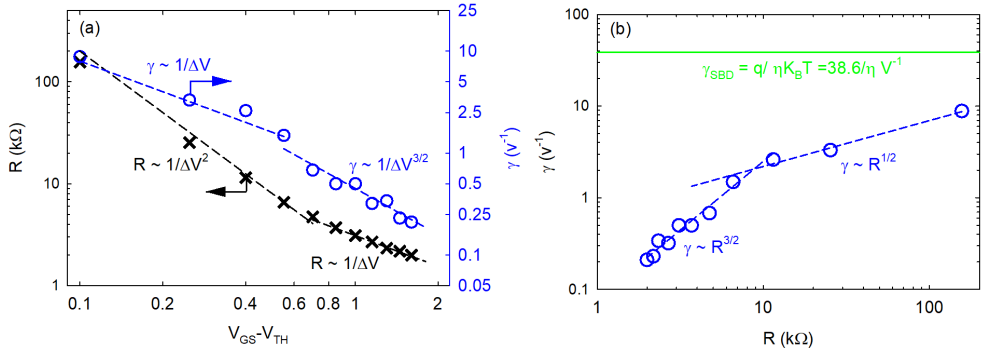 (a)
R (kΩ)
100
10
1
0.1
0.2
0.4
0.6
0.8
1
2
V_GS-V_TH
γ ~ 1/ΔV
γ ~ 1/ΔV^3/2
R ~ 1/ΔV^2
R ~ 1/ΔV
25
10
5
2.5
1
0.5
0.25
0.1
0.05
γ (v^-1)
(b)
γ (v^-1)
100
10
1
0.1
γ_SBD = q/ ηK_BT =38.6/η V^-1
γ ~ R^1/2
γ ~ R^3/2
1
10
100
R (kΩ)